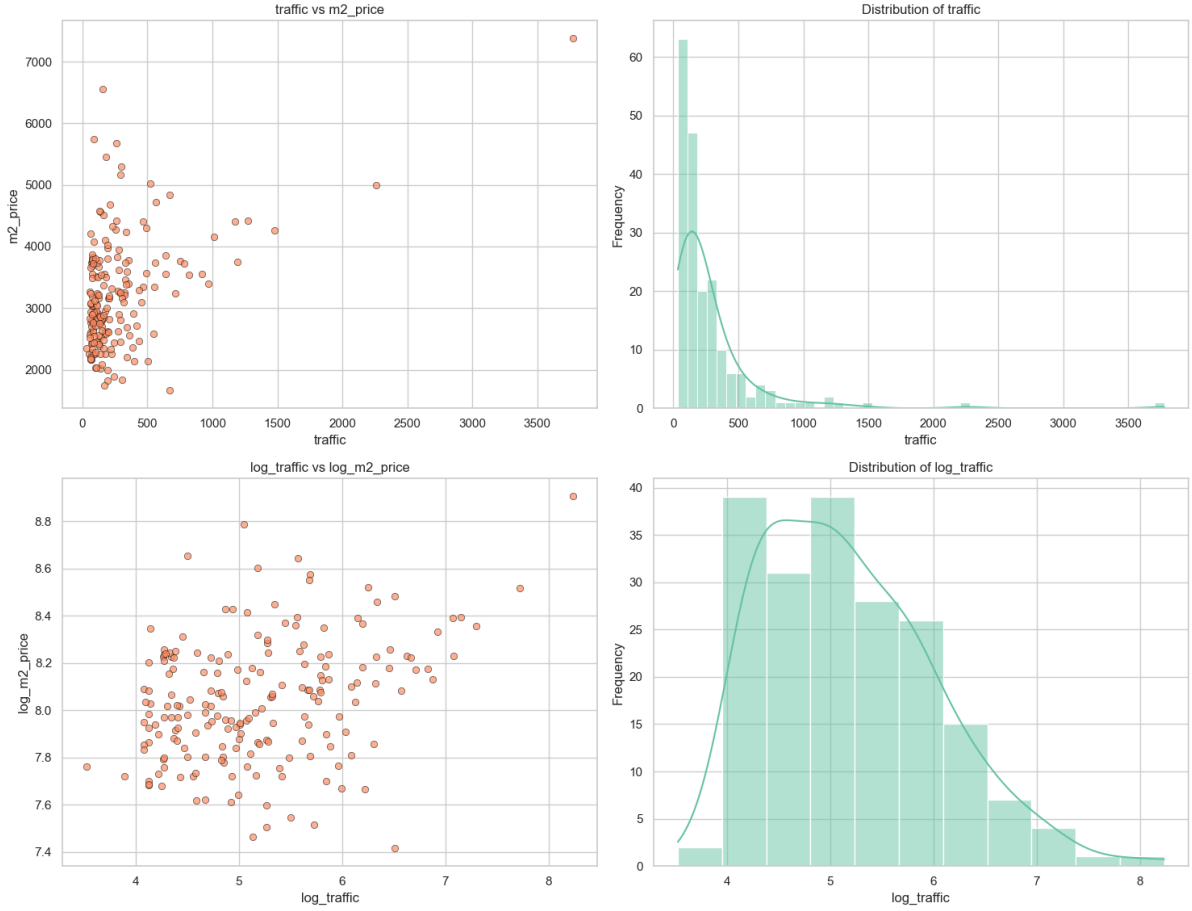 traffic vs m2_price
m2_price
7000
6000
5000
4000
3000
2000
0 500 1000 1500 2000 2500 3000 3500
traffic
Distribution of traffic
Frequency
60
50
40
30
20
10
0
0 500 1000 1500 2000 2500 3000 3500
traffic
log_traffic vs log_m2_price
log_m2_price
8.8
8.6
8.4
8.2
8.0
7.8
7.6
7.4
4 5 6 7 8
log_traffic
Distribution of log_traffic
Frequency
40
35
30
25
20
15
10
5
0
4 5 6 7 8
log_traffic